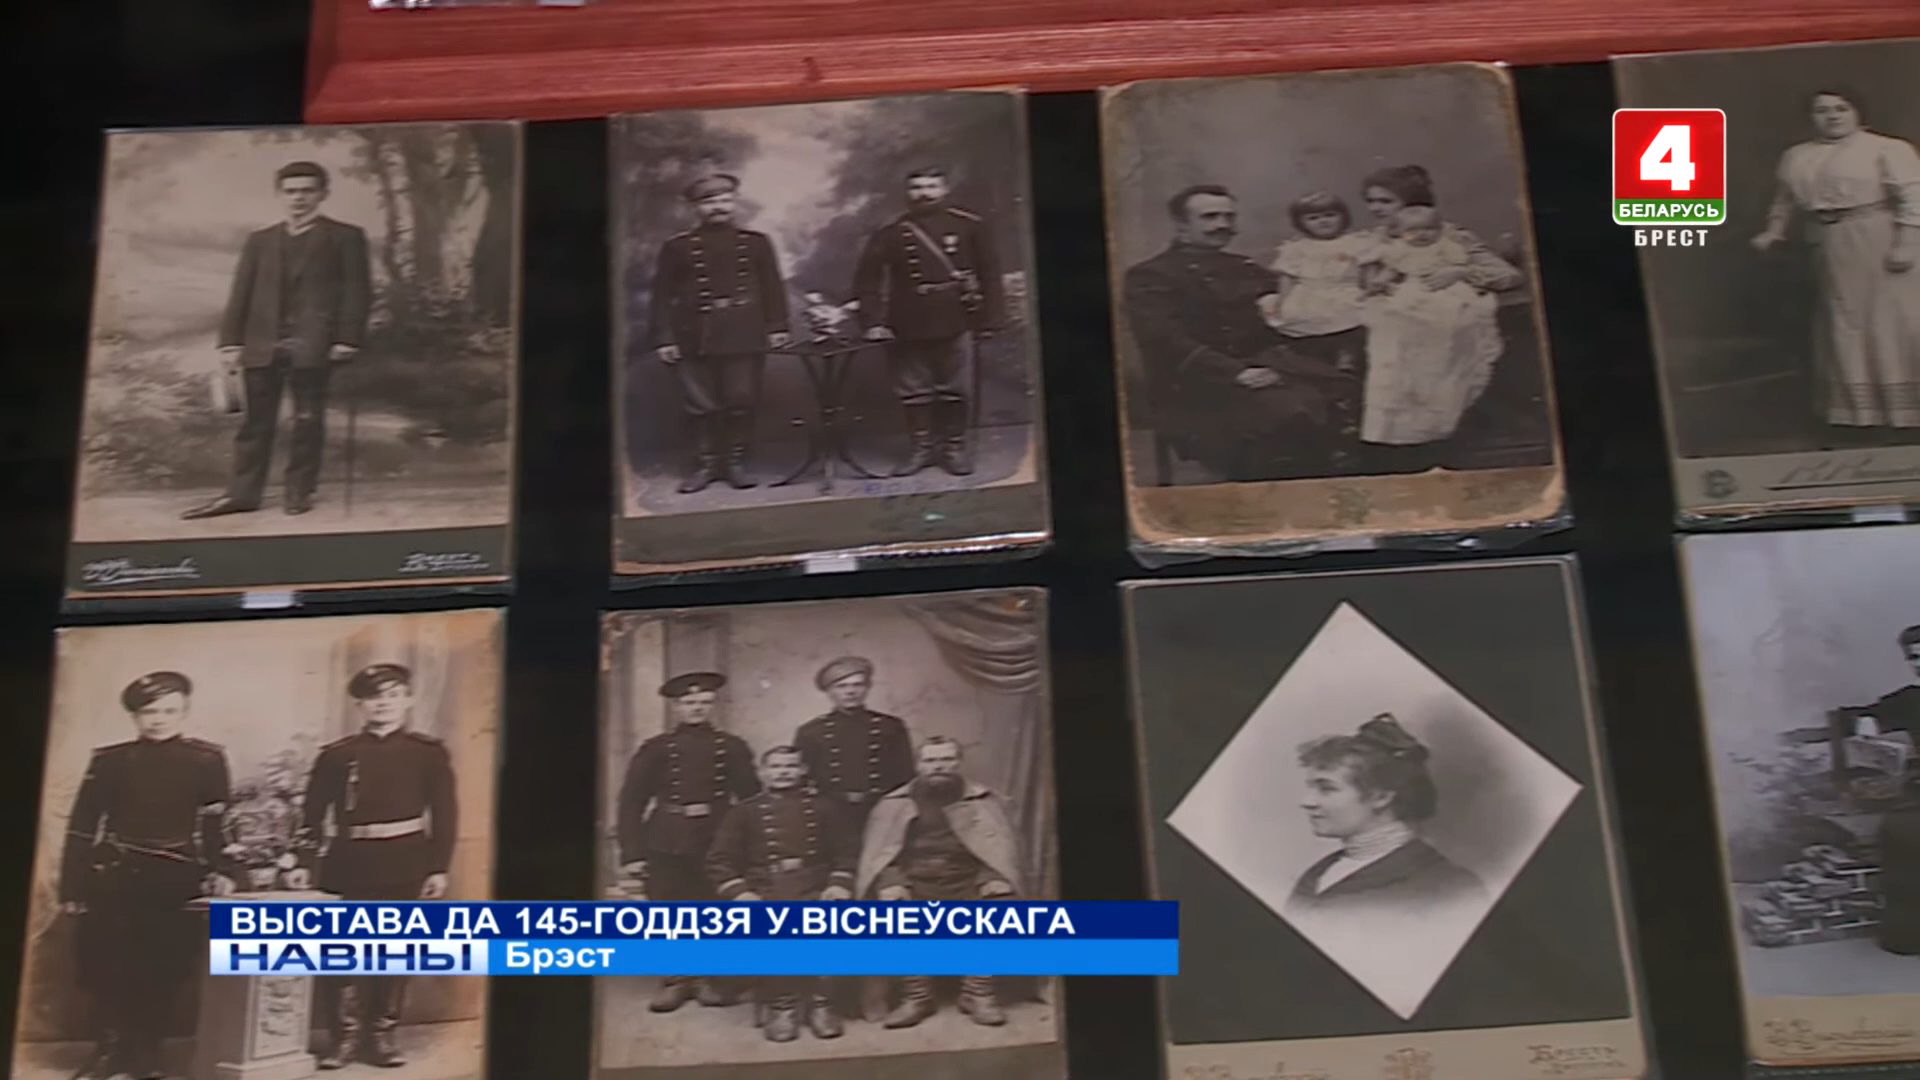 4
БЕЛАРУСЬ
БРЕСТ
ВЫСТАВА ДА 145-ГОДДЗЯ У.ВІСНЕЎСКАГА
НАВІНЫ Брэст